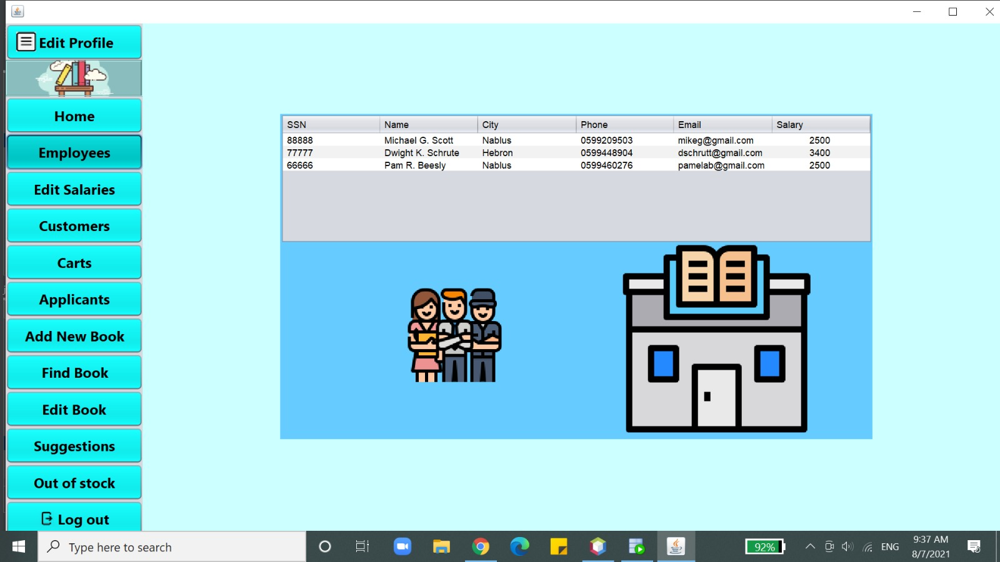 Edit Profile
Home
Employees
Edit Salaries
Customers
Carts
Applicants
Add New Book
Find Book
Edit Book
Suggestions
Out of stock
Log out
SSN Name City Phone Email Salary
88888 Michael G. Scott Nablus 0599209503 mikeg@gmail.com 2500
77777 Dwight K. Schrute Hebron 0599448904 dschrutt@gmail.com 3400
66666 Pam R. Beesly Nablus 0599460276 pamelab@gmail.com 2500
Type here to search
92%
ENG
9:37 AM
8/7/2021